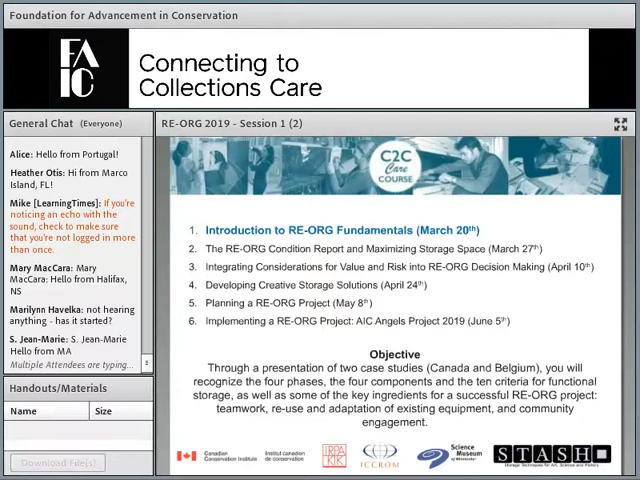 Foundation for Advancement in Conservation
FA
IC
Connecting to
Collections Care
General Chat (Everyone)
Alice: Hello from Portugal!
Heather Otis: Hi from Marco
Island, FL!
Mike [LearningTimes]: If you're
noticing an echo with the
sound, check to make sure
that you're not logged in more
than once.
Mary MacCara: Mary
MacCara: Hello from Halifax,
NS
Marilynn Havelka: not hearing
anything - has it started?
S. Jean-Marie: S. Jean-Marie
Hello from MA
Multiple Attendees are typing...
Handouts/Materials
Name Size
Download File(s)
RE-ORG 2019 - Session 1 (2)
C2C
Care
COURSE
1. Introduction to RE-ORG Fundamentals (March 20th)
2. The RE-ORG Condition Report and Maximizing Storage Space (March 27th)
3. Integrating Considerations for Value and Risk into RE-ORG Decision Making (April 10th)
4. Developing Creative Storage Solutions (April 24th)
5. Planning a RE-ORG Project (May 8th)
6. Implementing a RE-ORG Project: AIC Angels Project 2019 (June 5th)
Objective
Through a presentation of two case studies (Canada and Belgium), you will
recognize the four phases, the four components and the ten criteria for functional
storage, as well as some of the key ingredients for a successful RE-ORG project:
teamwork, re-use and adaptation of existing equipment, and community
engagement.
Canadian
Conservation Institute
Institut canadien
de conservation
IRPA
KIK
ICCROM
Science
Museum
of Minnesota
STASH
Storage Techniques for Art, Science and History